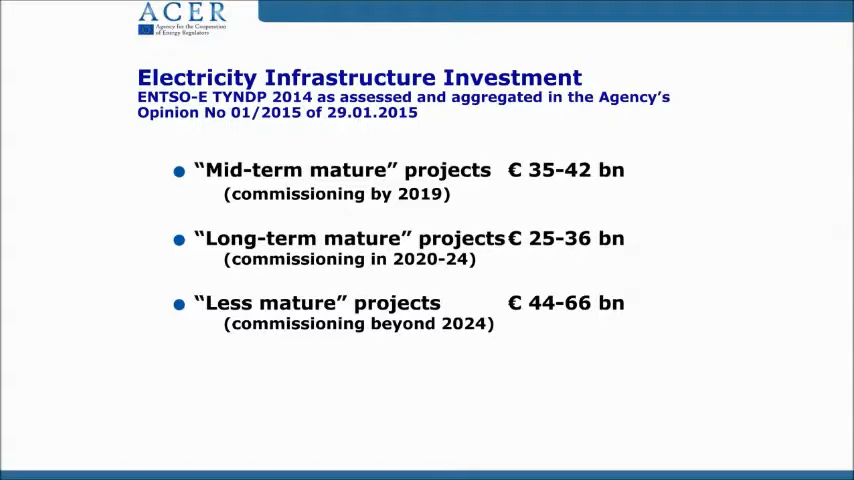 ACER
Agency for the Cooperation
of Energy Regulators
Electricity Infrastructure Investment
ENTSO-E TYNDP 2014 as assessed and aggregated in the Agency’s
Opinion No 01/2015 of 29.01.2015
“Mid-term mature” projects € 35-42 bn
(commissioning by 2019)
“Long-term mature” projects € 25-36 bn
(commissioning in 2020-24)
“Less mature” projects € 44-66 bn
(commissioning beyond 2024)